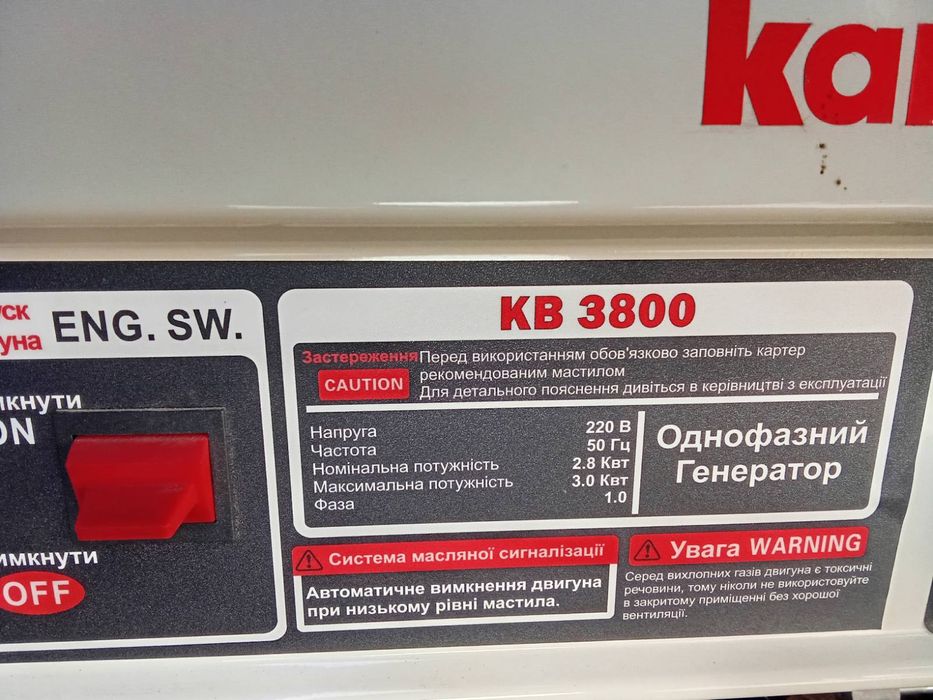 ENG. SW.
ON
OFF
КВ 3800
Застереження Перед використанням обов'язково заповніть картер
CAUTION рекомендованим мастилом
Для детального пояснення дивіться в керівництві з експлуатації
Напруга 220 В
Частота 50 Гц
Номінальна потужність 2.8 Квт
Максимальна потужність 3.0 Квт
Фаза 1.0
Однофазний
Генератор
Система масляної сигналізації
Автоматичне вимкнення двигуна
при низькому рівні мастила.
Увага WARNING
Серед вихлопних газів двигуна є токсичні
речовини, тому ніколи не використовуйте
в закритому приміщенні без хорошої
вентиляції.